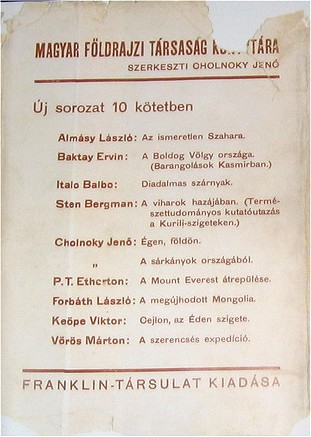 MAGYAR FÖLDRAJZI TÁRSASÁG
SZERKESZTI CHOLNOKY JENŐ
Új sorozat 10 kötetben
Almásy László: Az ismeretlen Szahara.
Baktay Ervin: A Boldog Völgy országa.
(Barangolások Kasmirban.)
Italo Balbo: Diadalmas szárnyak.
Sten Bergman: A viharok hazájában. (Termé-
szettudományos kutatóutazás
a Kurili-szigeteken.)
Cholnoky Jenő: Égen, földön.
„ A sárkányok országából.
P.T. Etherton: A Mount Everest átrepülése.
Forbáth László: A megújhodott Mongolia.
Keöpe Viktor: Cejlon, az Éden szigete.
Vörös Márton: A szerencsés expedíció.
FRANKLIN-TÁRSULAT KIADÁSA